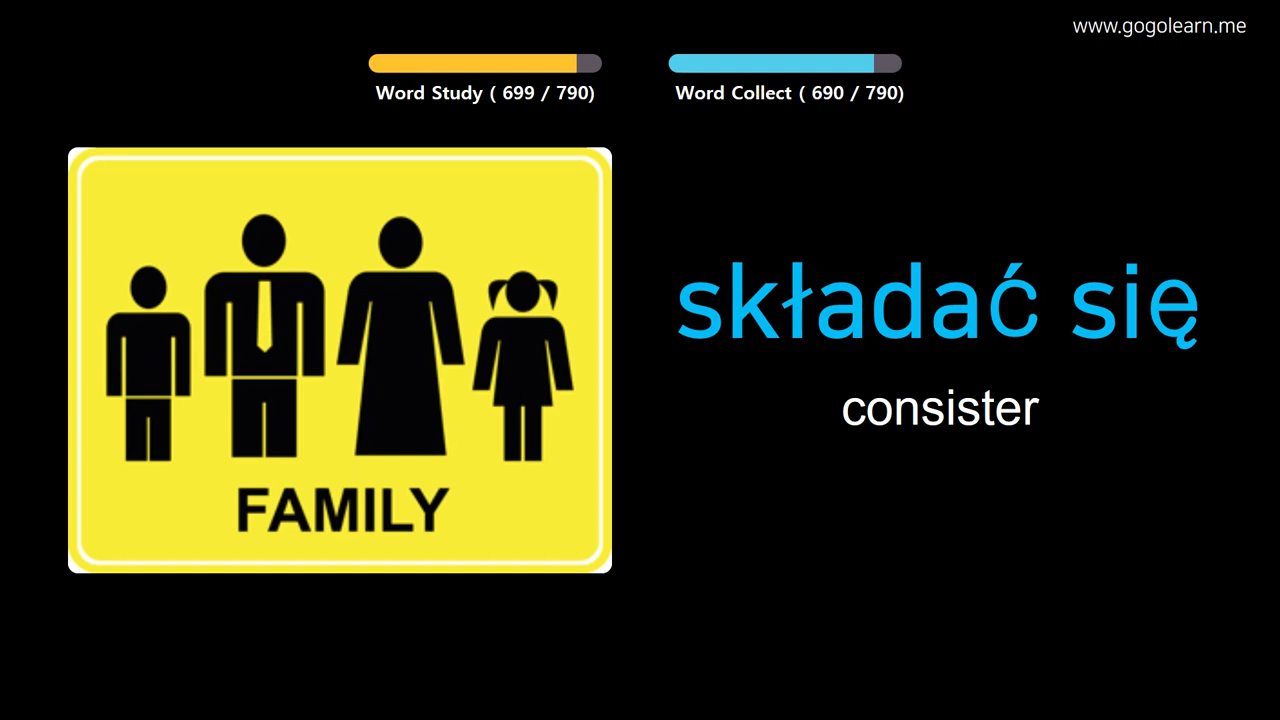 www.gogolearn.me
Word Study ( 699 / 790)
Word Collect ( 690 / 790)
FAMILY
składać się
consister